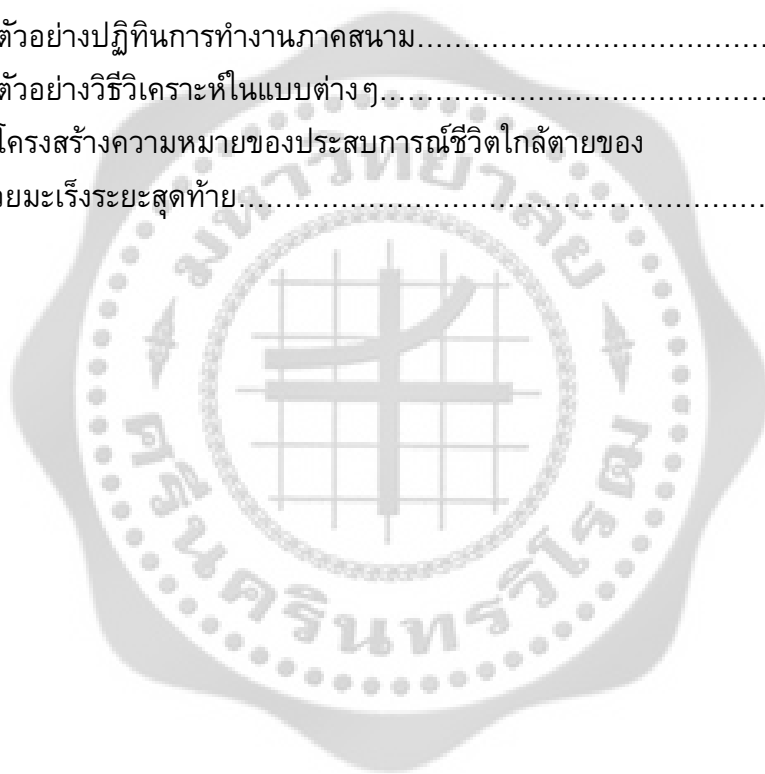 ตัวอย่างปฏิทินการทำงานภาคสนาม........................................
ตัวอย่างวิธีวิเคราะห์ในแบบต่าง ๆ........................................
โครงสร้างความหมายของประสบการณ์ชีวิตใกล้ตายของ
วยมะเร็งระยะสุดท้าย........................................................
มหาวิทยาลัย
ศรีนครินทรวิโรฒ